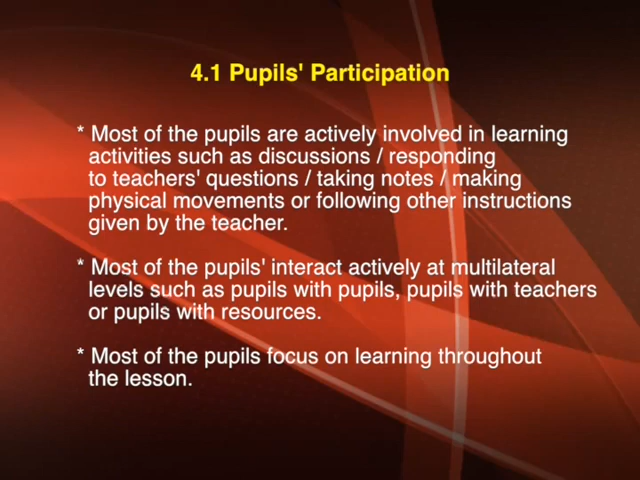 4.1 Pupils' Participation
* Most of the pupils are actively involved in learning
activities such as discussions / responding
to teachers' questions / taking notes / making
physical movements or following other instructions
given by the teacher.
* Most of the pupils' interact actively at multilateral
levels such as pupils with pupils, pupils with teachers
or pupils with resources.
* Most of the pupils focus on learning throughout
the lesson.